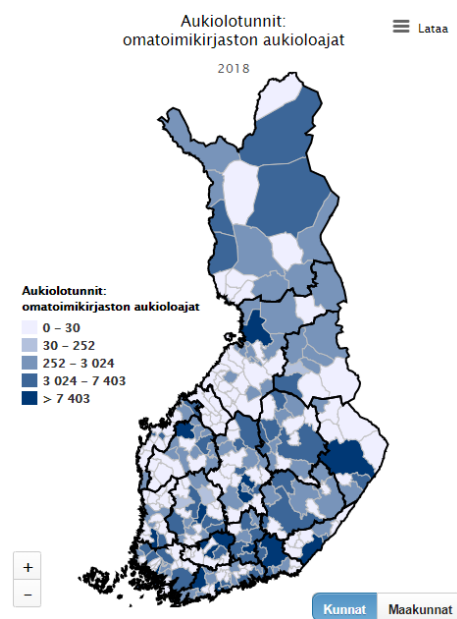 Aukiolotunnit:
omatoimikirjaston aukioloajat
Lataa
2018
Aukiolotunnit:
omatoimikirjaston aukioloajat
0 – 30
30 – 252
252 – 3 024
3 024 – 7 403
> 7 403
+
−
Kunnat Maakunnat